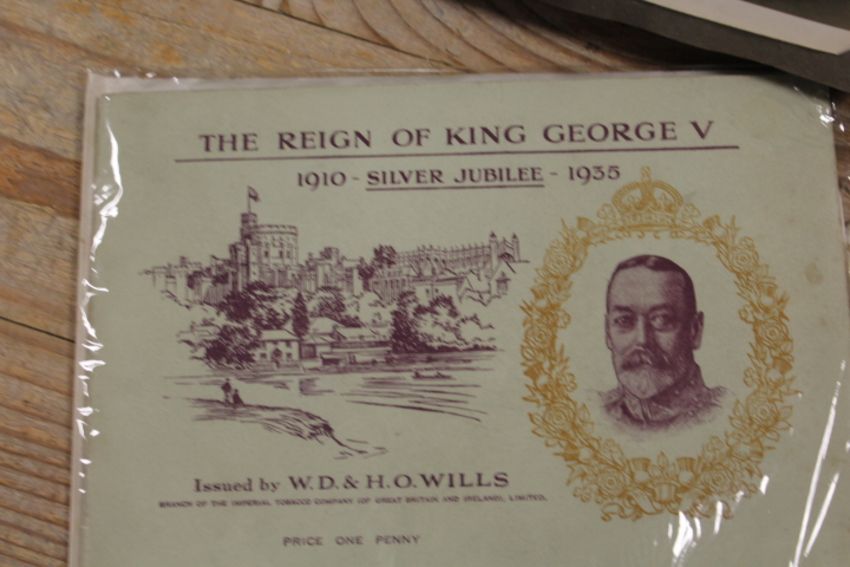 THE REIGN OF KING GEORGE V
1910 - SILVER JUBILEE - 1935
Issued by W.D. & H.O. WILLS
BRANCH OF THE IMPERIAL TOBACCO COMPANY (OF GREAT BRITAIN AND IRELAND), LIMITED.
PRICE ONE PENNY